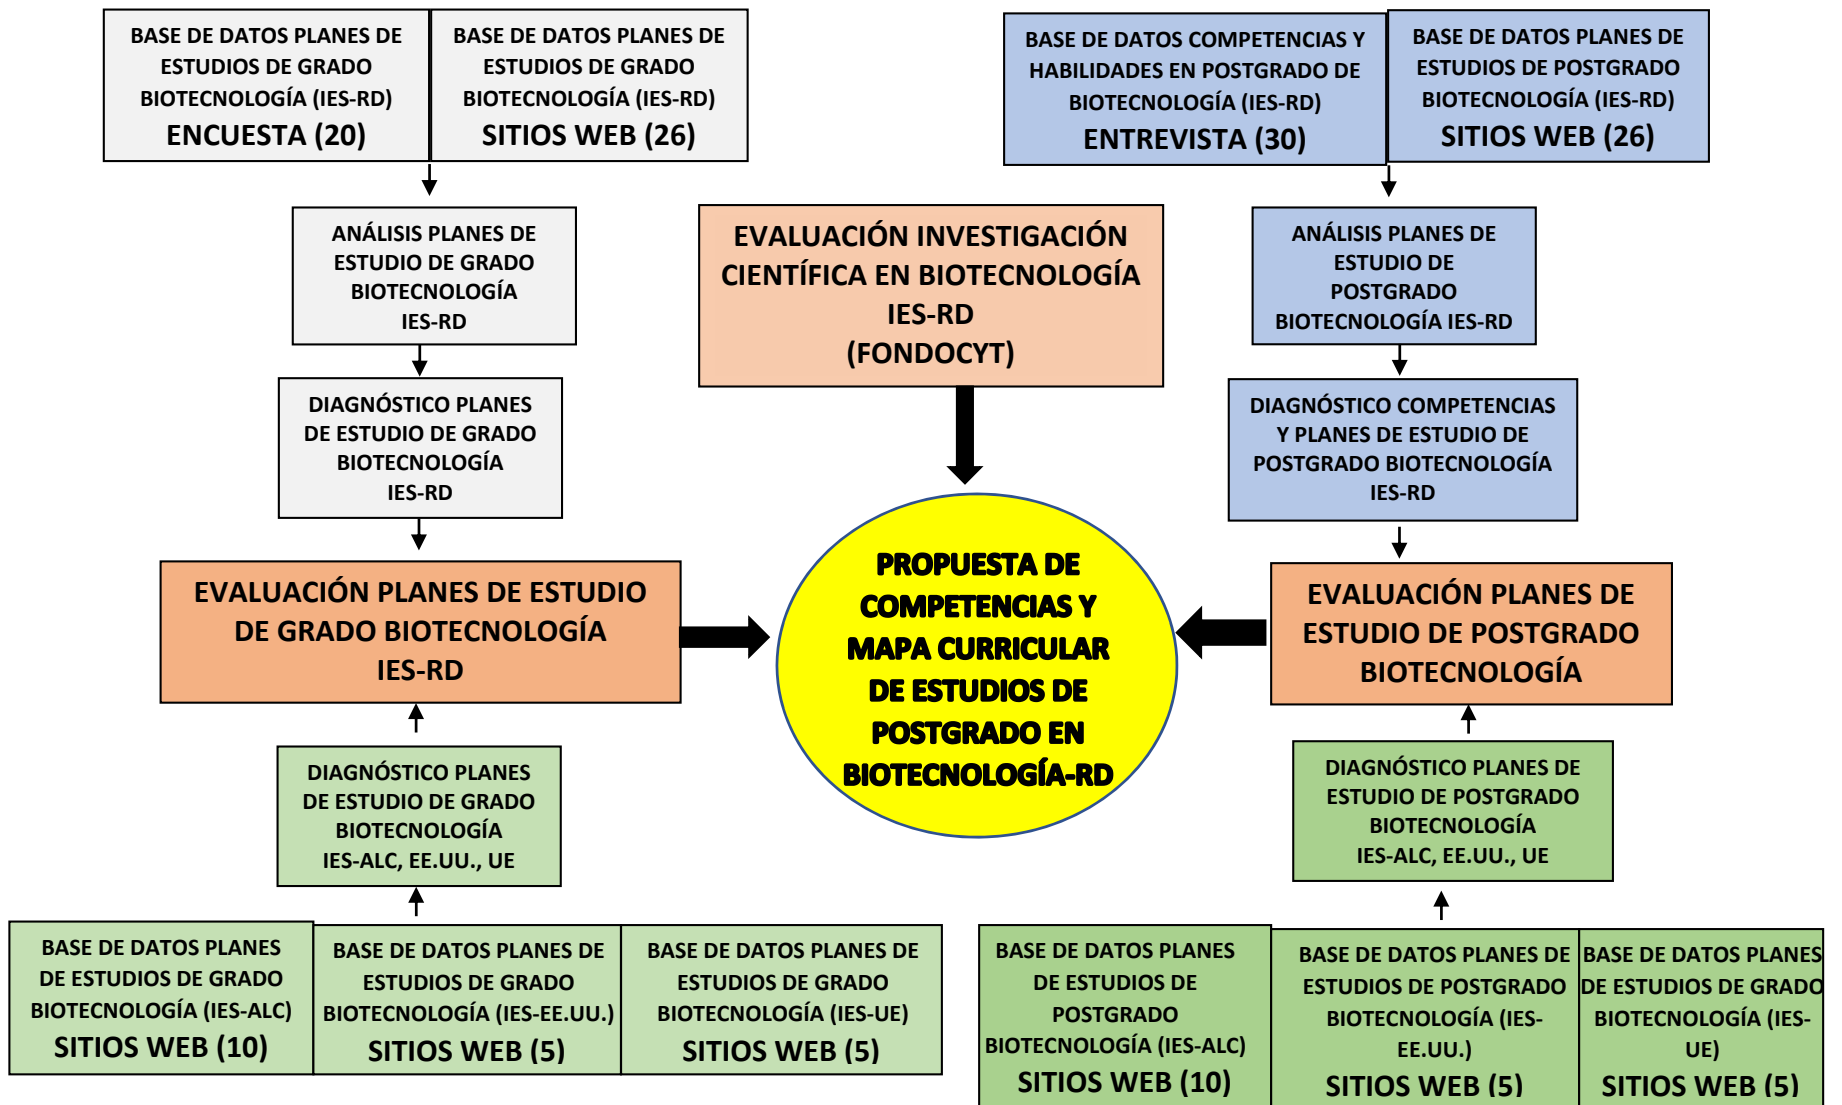 BASE DE DATOS PLANES DE
ESTUDIOS DE GRADO
BIOTECNOLOGÍA (IES-RD)
ENCUESTA (20)
BASE DE DATOS PLANES DE
ESTUDIOS DE GRADO
BIOTECNOLOGÍA (IES-RD)
SITIOS WEB (26)
BASE DE DATOS COMPETENCIAS Y
HABILIDADES EN POSTGRADO DE
BIOTECNOLOGÍA (IES-RD)
ENTREVISTA (30)
BASE DE DATOS PLANES DE
ESTUDIOS DE POSTGRADO
BIOTECNOLOGÍA (IES-RD)
SITIOS WEB (26)
ANÁLISIS PLANES DE
ESTUDIO DE GRADO
BIOTECNOLOGÍA
IES-RD
EVALUACIÓN INVESTIGACIÓN
CIENTÍFICA EN BIOTECNOLOGÍA
IES-RD
(FONDOCYT)
ANÁLISIS PLANES DE
ESTUDIO DE
POSTGRADO
BIOTECNOLOGÍA IES-RD
DIAGNÓSTICO PLANES
DE ESTUDIO DE GRADO
BIOTECNOLOGÍA
IES-RD
DIAGNÓSTICO COMPETENCIAS
Y PLANES DE ESTUDIO DE
POSTGRADO BIOTECNOLOGÍA
IES-RD
EVALUACIÓN PLANES DE ESTUDIO
DE GRADO BIOTECNOLOGÍA
IES-RD
PROPUESTA DE
COMPETENCIAS Y
MAPA CURRICULAR
DE ESTUDIOS DE
POSTGRADO EN
BIOTECNOLOGÍA-RD
EVALUACIÓN PLANES DE
ESTUDIO DE POSTGRADO
BIOTECNOLOGÍA
DIAGNÓSTICO PLANES
DE ESTUDIO DE GRADO
BIOTECNOLOGÍA
IES-ALC, EE.UU., UE
DIAGNÓSTICO PLANES DE
ESTUDIO DE POSTGRADO
BIOTECNOLOGÍA
IES-ALC, EE.UU., UE
BASE DE DATOS PLANES
DE ESTUDIOS DE GRADO
BIOTECNOLOGÍA (IES-ALC)
SITIOS WEB (10)
BASE DE DATOS PLANES DE
ESTUDIOS DE GRADO
BIOTECNOLOGÍA (IES-EE.UU.)
SITIOS WEB (5)
BASE DE DATOS PLANES DE
ESTUDIOS DE GRADO
BIOTECNOLOGÍA (IES-UE)
SITIOS WEB (5)
BASE DE DATOS PLANES
DE ESTUDIOS DE
POSTGRADO
BIOTECNOLOGÍA (IES-ALC)
SITIOS WEB (10)
BASE DE DATOS PLANES DE
ESTUDIOS DE POSTGRADO
BIOTECNOLOGÍA (IES-
EE.UU.)
SITIOS WEB (5)
BASE DE DATOS PLANES
DE ESTUDIOS DE GRADO
BIOTECNOLOGÍA (IES-
UE)
SITIOS WEB (5)